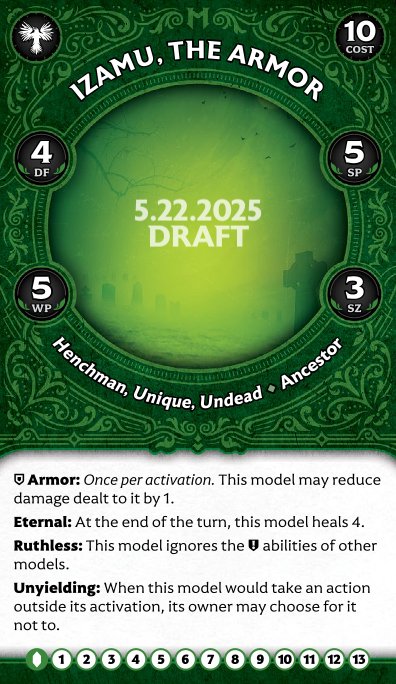 M
10
COST
IZAMU, THE ARMOR
4
DF
5
SP
5.22.2025
DRAFT
5
WP
3
SZ
Henchman, Unique, Undead ◆ Ancestor
Armor: Once per activation. This model may reduce
damage dealt to it by 1.
Eternal: At the end of the turn, this model heals 4.
Ruthless: This model ignores the abilities of other
models.
Unyielding: When this model would take an action
outside its activation, its owner may choose for it
not to.
1 2 3 4 5 6 7 8 9 10 11 12 13